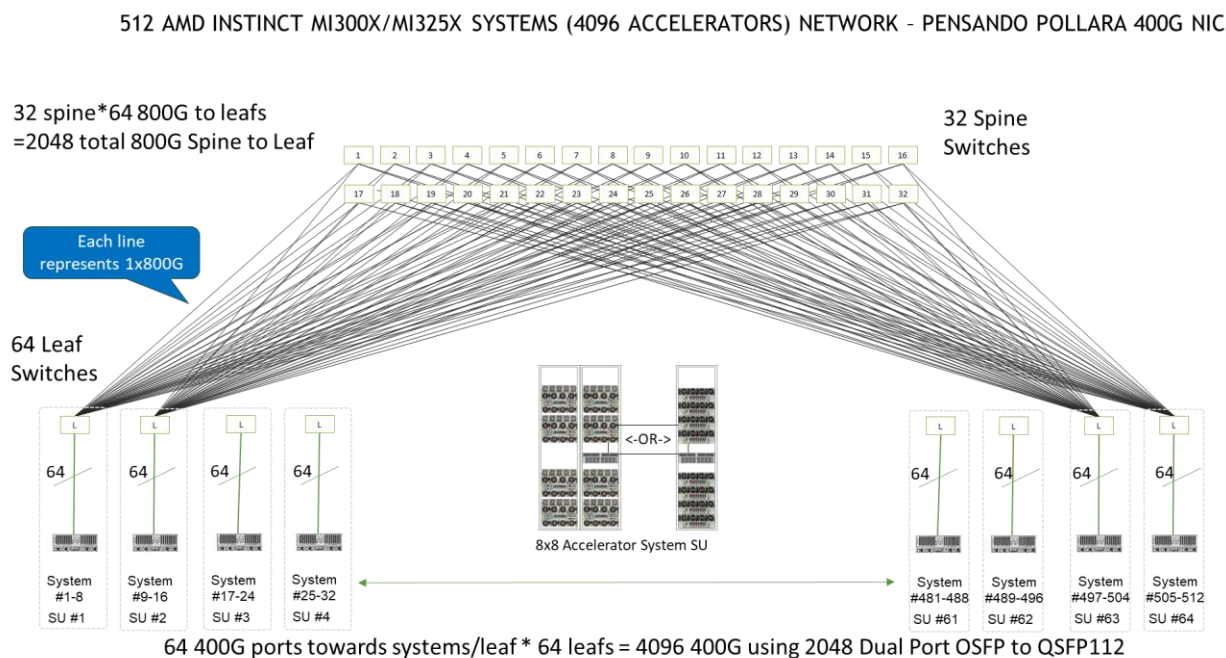 512 AMD INSTINCT MI300X/MI325X SYSTEMS (4096 ACCELERATORS) NETWORK - PENSANDO POLLARA 400G NIC
32 spine*64 800G to leafs
=2048 total 800G Spine to Leaf
32 Spine
Switches
1 2 3 4 5 6 7 8 9 10 11 12 13 14 15 16
17 18 19 20 21 22 23 24 25 26 27 28 29 30 31 32
Each line
represents 1x800G
64 Leaf
Switches
L L L L L L L L
<-OR->
64 64 64 64 64 64 64 64
8x8 Accelerator System SU
System
#1-8
SU #1
System
#9-16
SU #2
System
#17-24
SU #3
System
#25-32
SU #4
System
#481-488
SU #61
System
#489-496
SU #62
System
#497-504
SU #63
System
#505-512
SU #64
64 400G ports towards systems/leaf * 64 leafs = 4096 400G using 2048 Dual Port OSFP to QSFP112